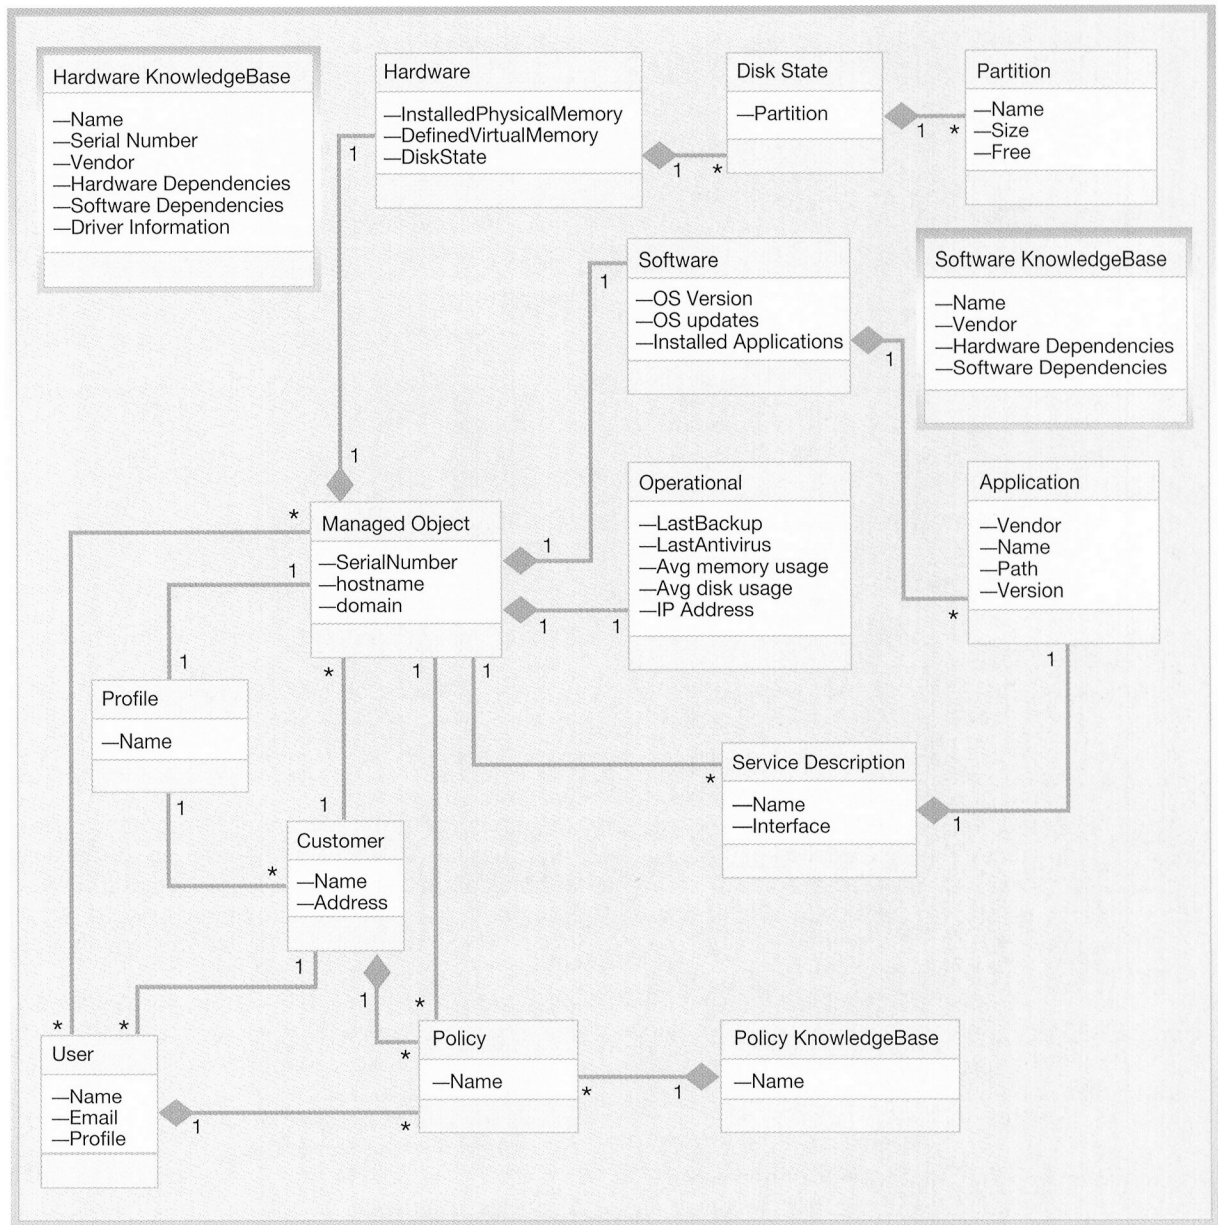 Hardware KnowledgeBase
—Name
—Serial Number
—Vendor
—Hardware Dependencies
—Software Dependencies
—Driver Information
Hardware
—InstalledPhysicalMemory
—DefinedVirtualMemory
—DiskState
1
1
*
Disk State
—Partition
1
*
Partition
—Name
—Size
—Free
Software
—OS Version
—OS updates
—Installed Applications
1
1
Software KnowledgeBase
—Name
—Vendor
—Hardware Dependencies
—Software Dependencies
1
*
Managed Object
—SerialNumber
—hostname
—domain
1
1
1
1
Operational
—LastBackup
—LastAntivirus
—Avg memory usage
—Avg disk usage
—IP Address
Application
—Vendor
—Name
—Path
—Version
*
1
1
*
1
1
Profile
—Name
1
*
1
Service Description
—Name
—Interface
*
1
Customer
—Name
—Address
1
1
*
*
*
*
User
—Name
—Email
—Profile
1
*
Policy
—Name
*
1
Policy KnowledgeBase
—Name